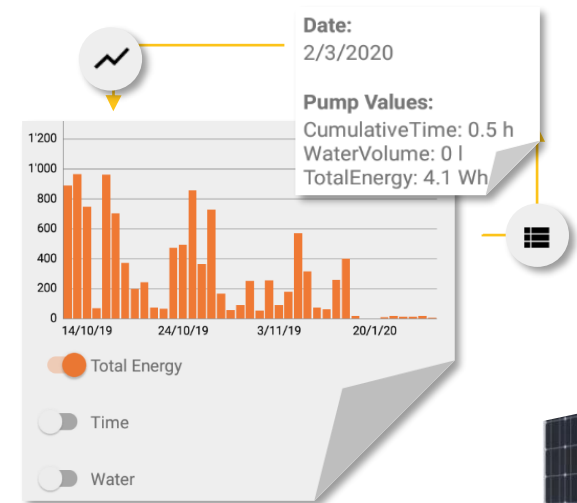 Date:
2/3/2020
Pump Values:
CumulativeTime: 0.5 h
WaterVolume: 0 l
TotalEnergy: 4.1 Wh
1'200
1'000
800
600
400
200
0
14/10/19 24/10/19 3/11/19 20/1/20
Total Energy
Time
Water